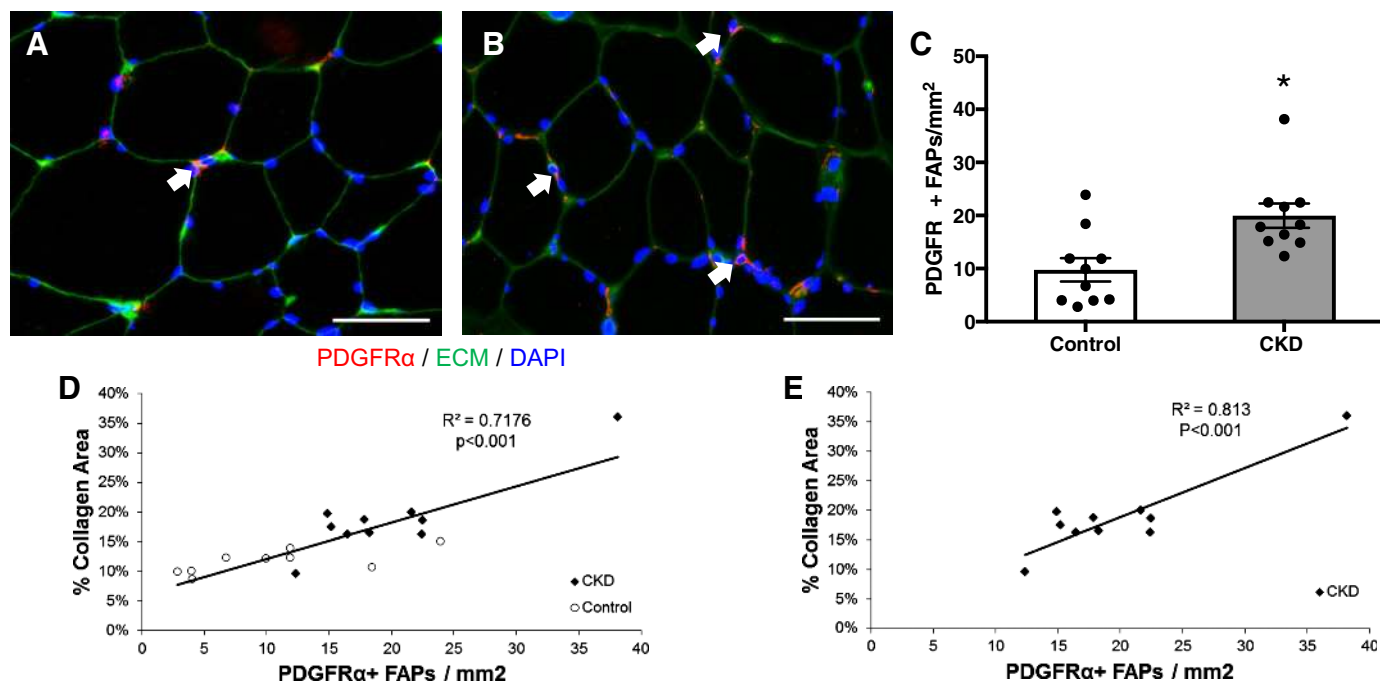 A
B
C
PDGFR + FAPs/mm2
50
40
30
20
10
0
*
Control
CKD
PDGFRα / ECM / DAPI
D
% Collagen Area
40%
35%
30%
25%
20%
15%
10%
5%
0%
R² = 0.7176
p<0.001
CKD
Control
0 5 10 15 20 25 30 35 40
PDGFRα+ FAPs / mm2
E
% Collagen Area
40%
35%
30%
25%
20%
15%
10%
5%
0%
R² = 0.813
P<0.001
CKD
0 5 10 15 20 25 30 35 40
PDGFRα+ FAPs / mm2